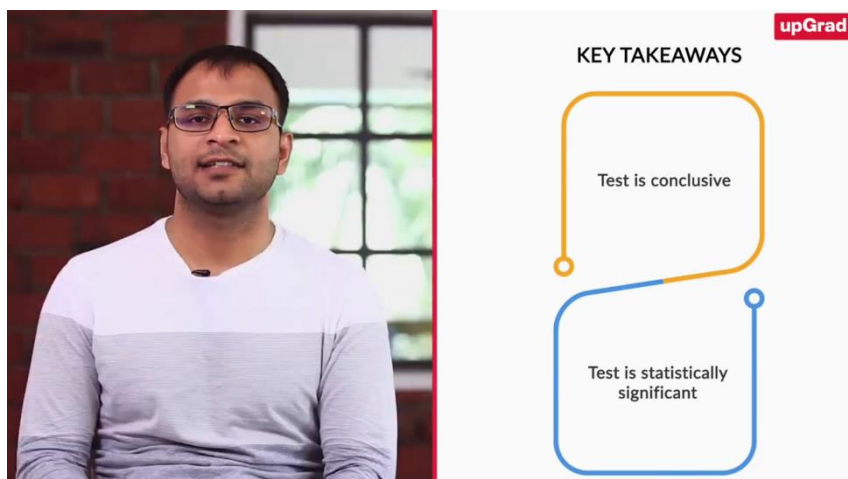 upGrad
KEY TAKEAWAYS
Test is conclusive
Test is statistically
significant